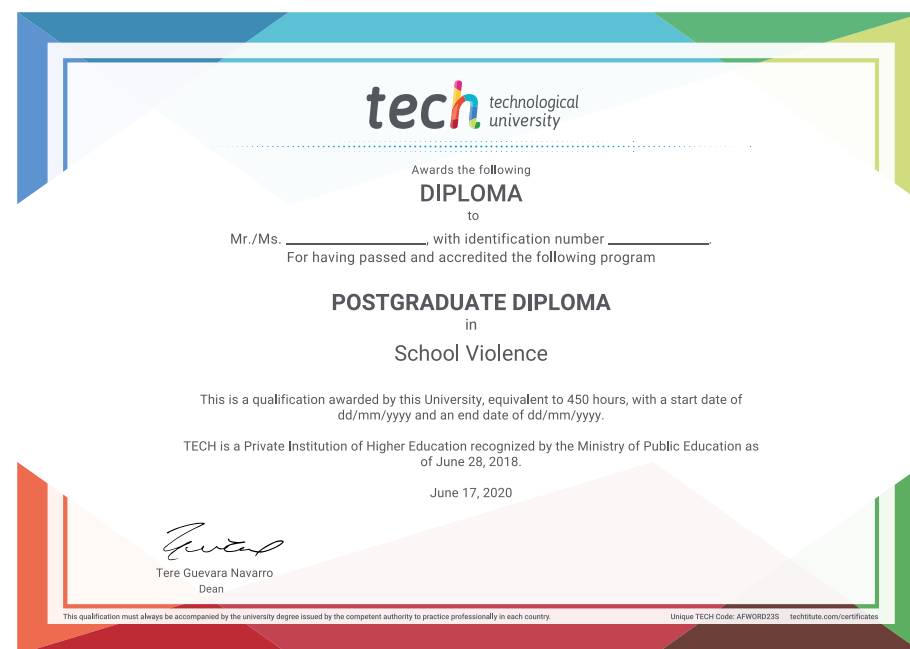 tech technological
university
Awards the following
DIPLOMA
to
Mr./Ms. ____________, with identification number ____________.
For having passed and accredited the following program
POSTGRADUATE DIPLOMA
in
School Violence
This is a qualification awarded by this University, equivalent to 450 hours, with a start date of
dd/mm/yyyy and an end date of dd/mm/yyyy.
TECH is a Private Institution of Higher Education recognized by the Ministry of Public Education as
of June 28, 2018.
June 17, 2020
Tere Guevara Navarro
Dean
This qualification must always be accompanied by the university degree issued by the competent authority to practice professionally in each country. Unique TECH Code: AFWORD23S techtitute.com/certificates